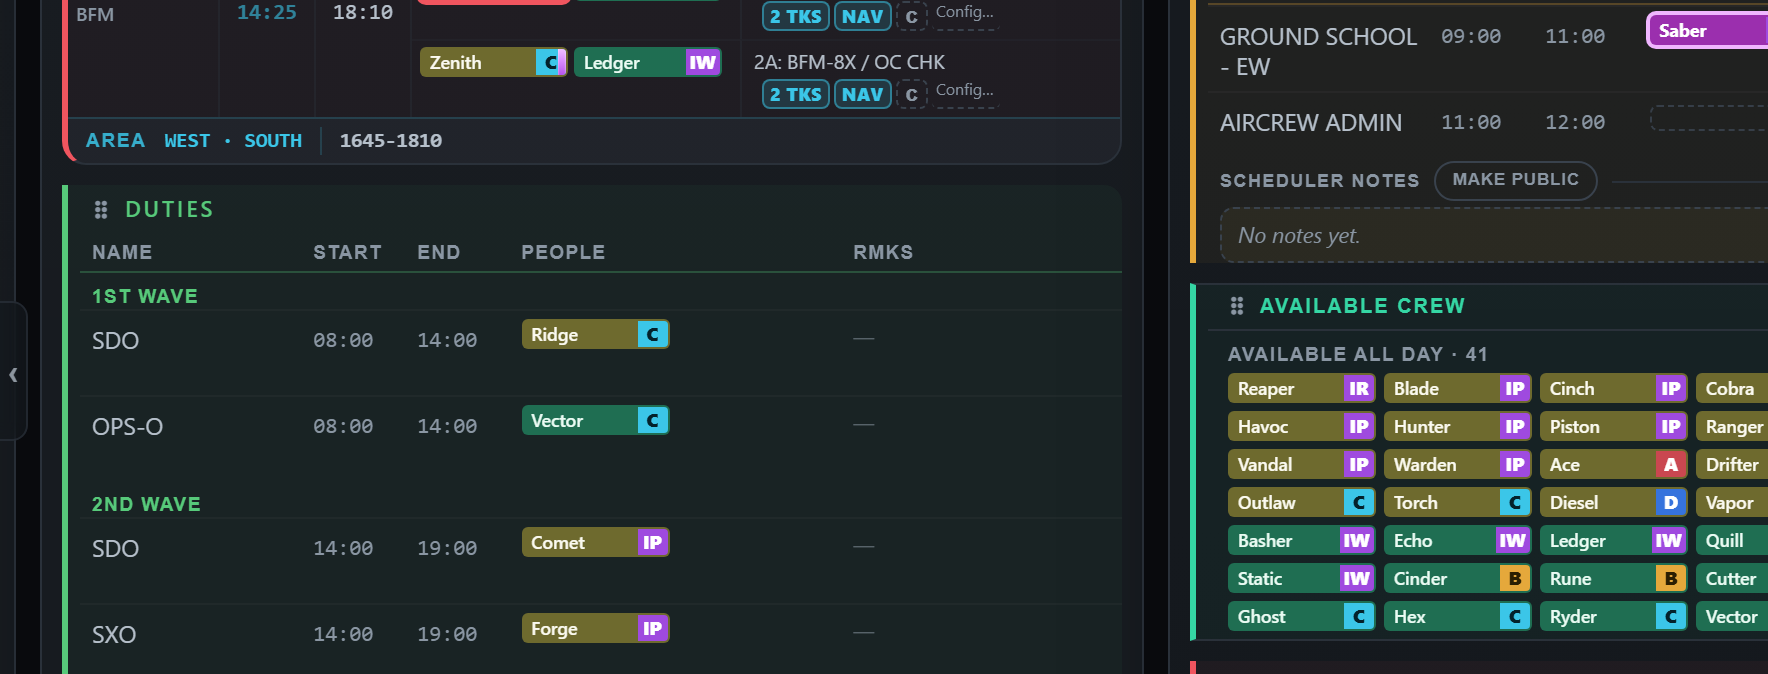 BFM 14:25 18:10
2 TKS NAV C Config...
Zenith C Ledger IW 2A: BFM-8X / OC CHK
2 TKS NAV C Config...
AREA WEST · SOUTH 1645-1810
DUTIES
NAME START END PEOPLE RMKS
1ST WAVE
SDO 08:00 14:00 Ridge C —
OPS-O 08:00 14:00 Vector C —
2ND WAVE
SDO 14:00 19:00 Comet IP —
SXO 14:00 19:00 Forge IP —
GROUND SCHOOL 09:00 11:00 Saber
- EW
AIRCREW ADMIN 11:00 12:00
SCHEDULER NOTES MAKE PUBLIC
No notes yet.
AVAILABLE CREW
AVAILABLE ALL DAY · 41
Reaper IR Blade IP Cinch IP Cobra
Havoc IP Hunter IP Piston IP Ranger
Vandal IP Warden IP Ace A Drifter
Outlaw C Torch C Diesel D Vapor
Basher IW Echo IW Ledger IW Quill
Static IW Cinder B Rune B Cutter
Ghost C Hex C Ryder C Vector